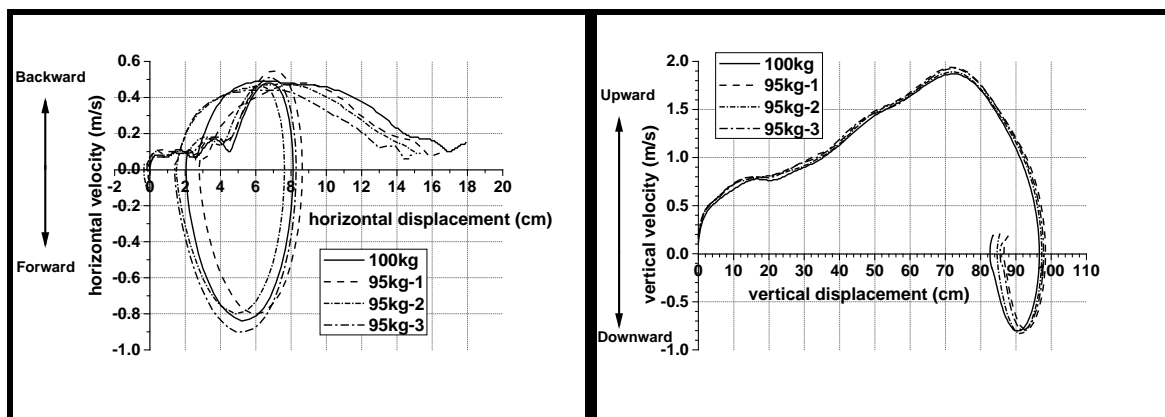 Backward
Forward
horizontal velocity (m/s)
0.6
0.4
0.2
0.0
-0.2
-0.4
-0.6
-0.8
-1.0
-2 0 2 4 6 8 10 12 14 16 18 20
horizontal displacement (cm)
100kg
95kg-1
95kg-2
95kg-3
Upward
Downward
vertical velocity (m/s)
2.0
1.5
1.0
0.5
0.0
-0.5
-1.0
0 10 20 30 40 50 60 70 80 90 100 110
vertical displacement (cm)
100kg
95kg-1
95kg-2
95kg-3